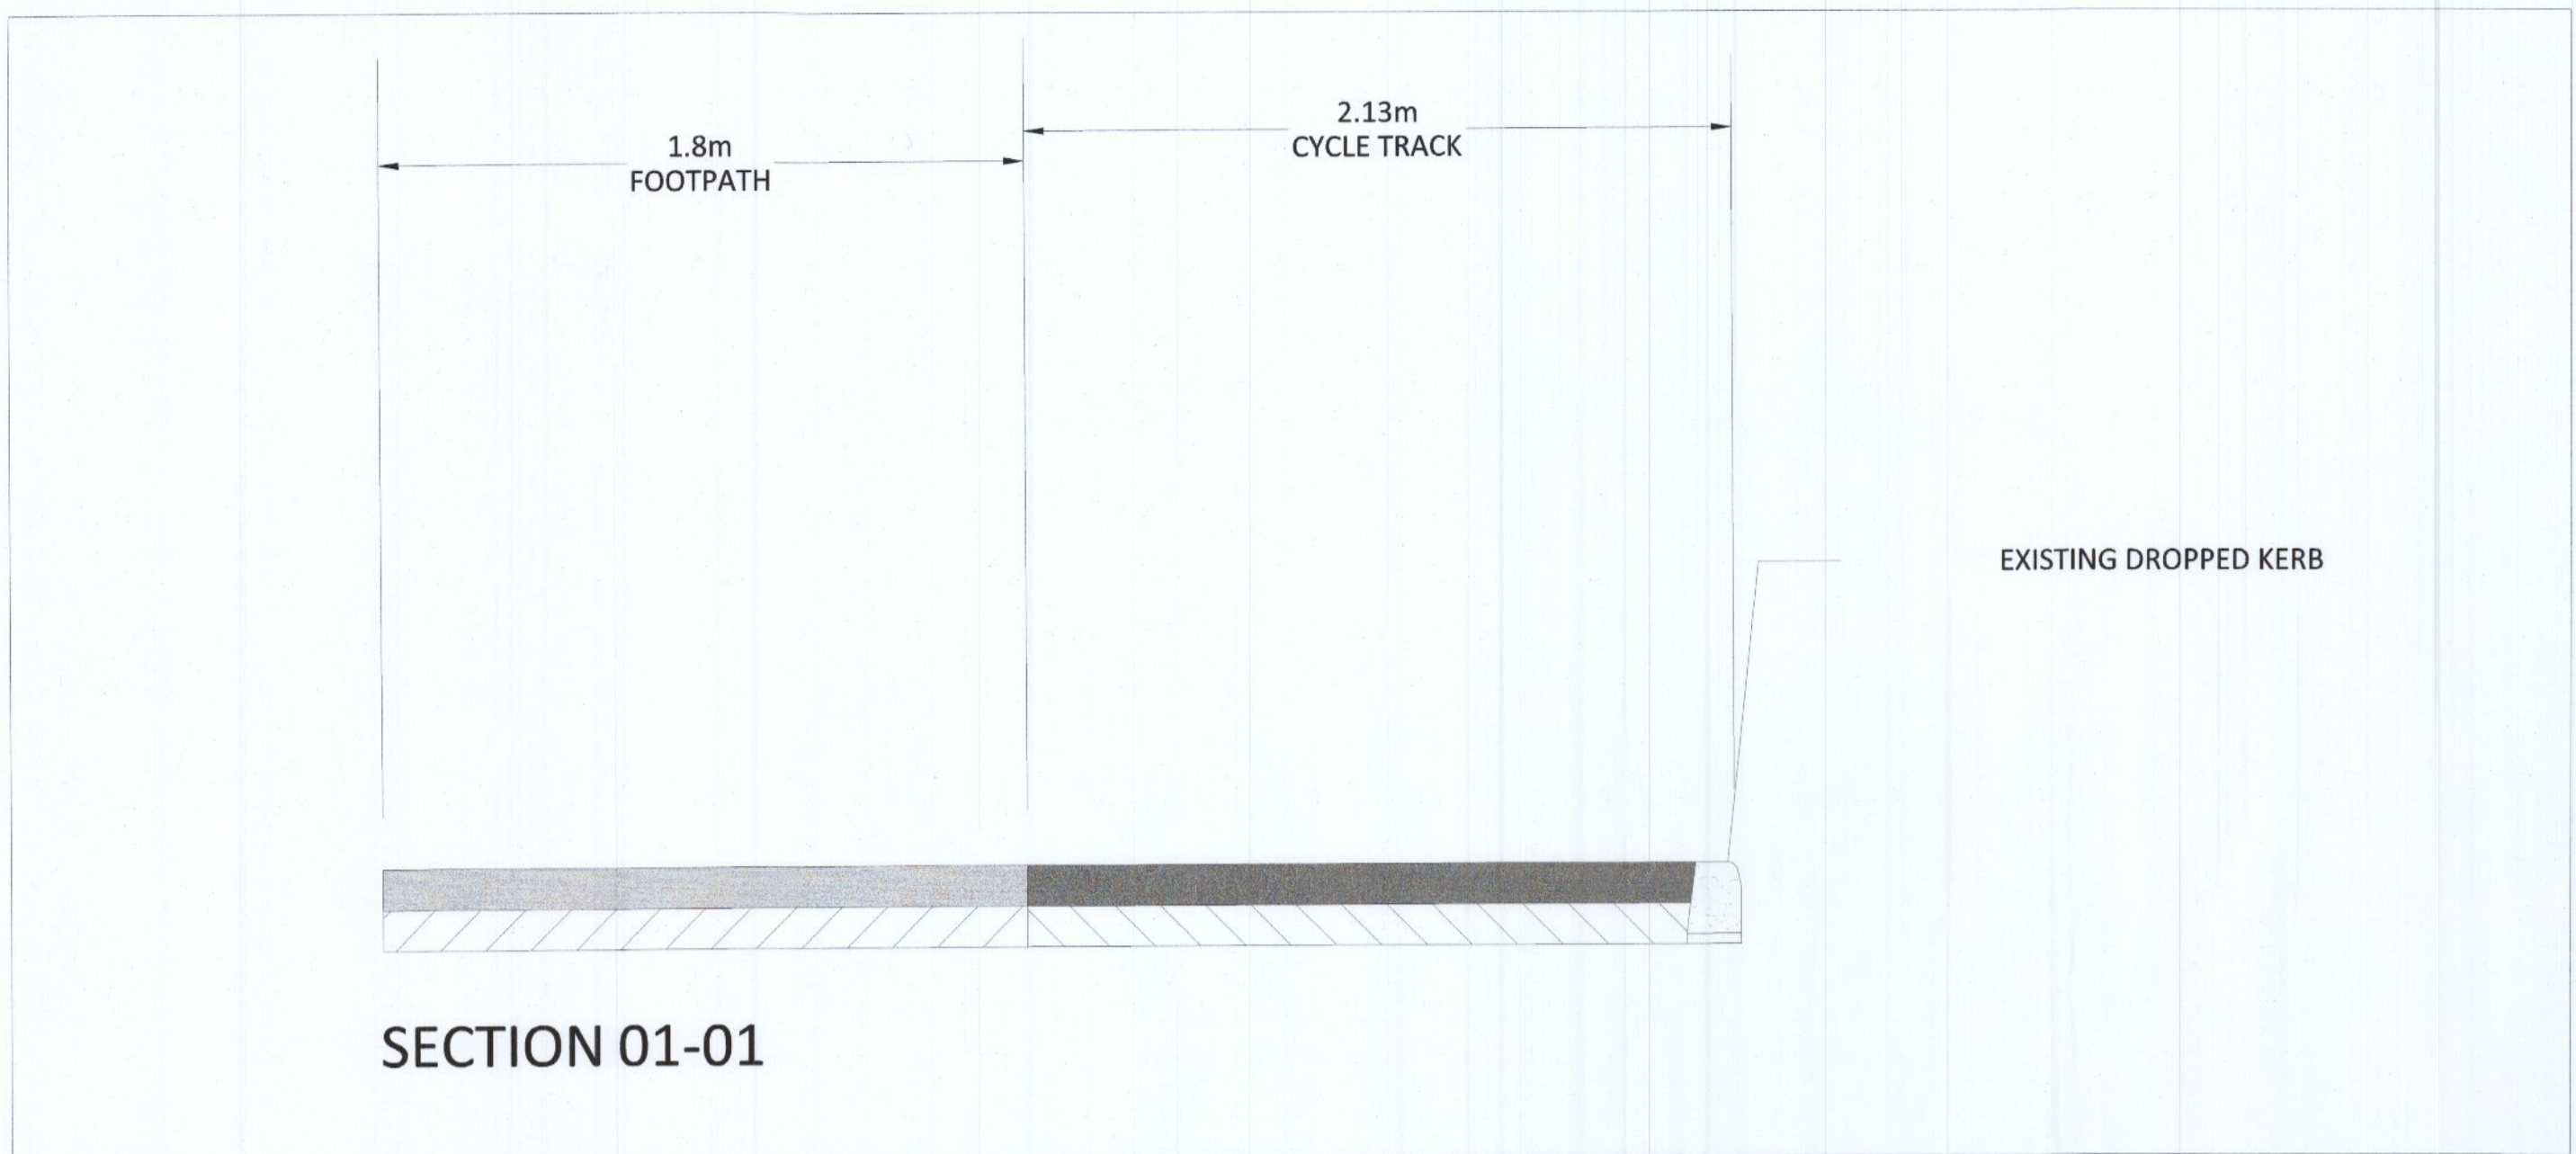 1.8m
FOOTPATH
2.13m
CYCLE TRACK
EXISTING DROPPED KERB
SECTION 01-01